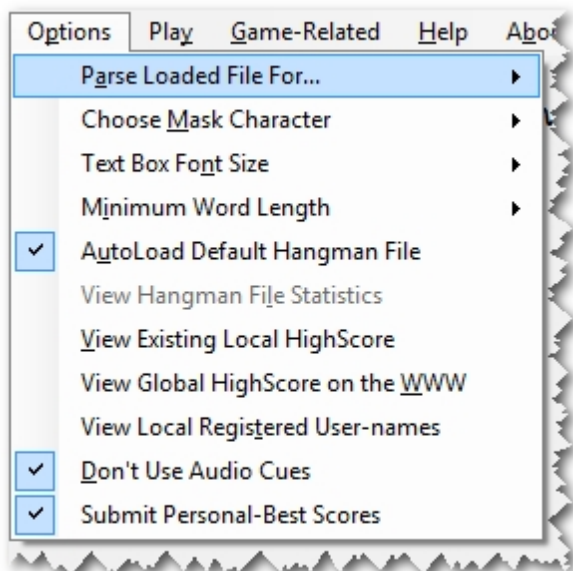 Options Play Game-Related Help Abou
Parse Loaded File For...
Choose Mask Character
Text Box Font Size
Minimum Word Length
AutoLoad Default Hangman File
View Hangman File Statistics
View Existing Local HighScore
View Global HighScore on the WWW
View Local Registered User-names
Don't Use Audio Cues
Submit Personal-Best Scores